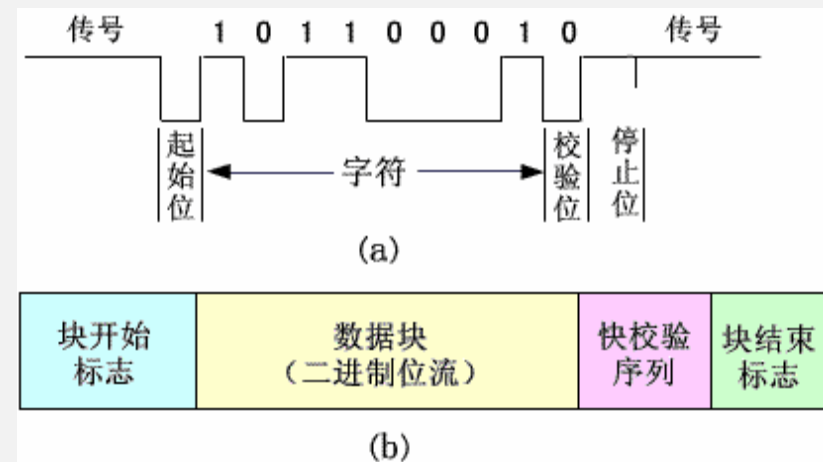 传号 1 0 1 1 0 0 0 1 0 传号
起始位 字符 校验位 停止位
(a)
块开始 数据块 快校验 块结束
标志 （二进制位流） 序列 标志
(b)